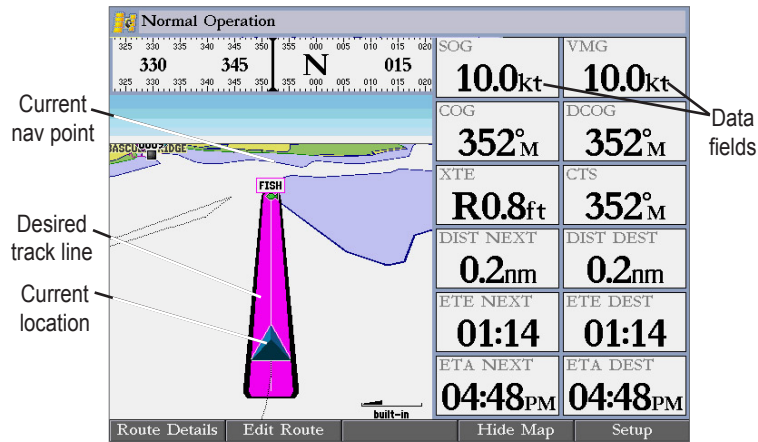 Normal Operation
325 330 335 340 345 350 355 000 005 010 015 020
330 345 N 015
325 330 335 340 345 350 355 000 005 010 015 020
SOG
10.0kt
VMG
10.0kt
COG
352°M
DCOG
352°M
XTE
R0.8ft
CTS
352°M
DIST NEXT
0.2nm
DIST DEST
0.2nm
ETE NEXT
01:14
ETE DEST
01:14
ETA NEXT
04:48PM
ETA DEST
04:48PM
Current
nav point
FISH
Desired
track line
Current
location
built-in
Data
fields
Route Details Edit Route Hide Map Setup